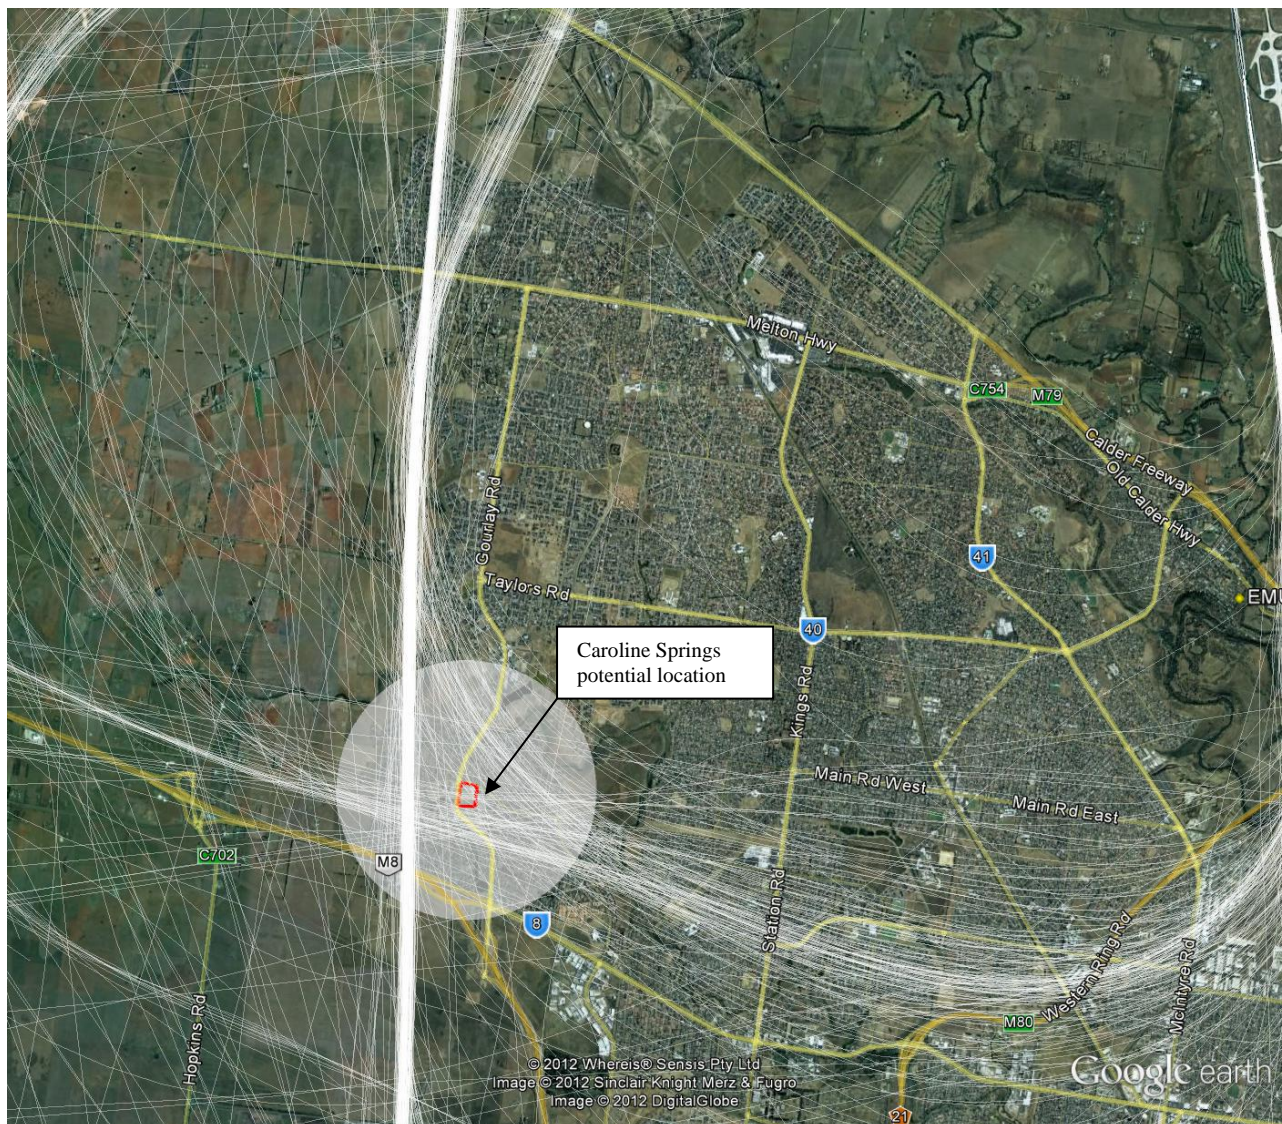 Melton Hwy
C754
M79
Calder Freeway
Old Calder Hwy
Gourlay Rd
41
Taylors Rd
EMU
40
Caroline Springs
potential location
Kings Rd
Main Rd West
Main Rd East
C702
M8
8
Station Rd
Western Ring Rd
McIntyre Rd
Hopkins Rd
M80
© 2012 Whereis® Sensis Pty Ltd
Image © 2012 Sinclair Knight Merz & Fugro
Image © 2012 DigitalGlobe
Google earth
21